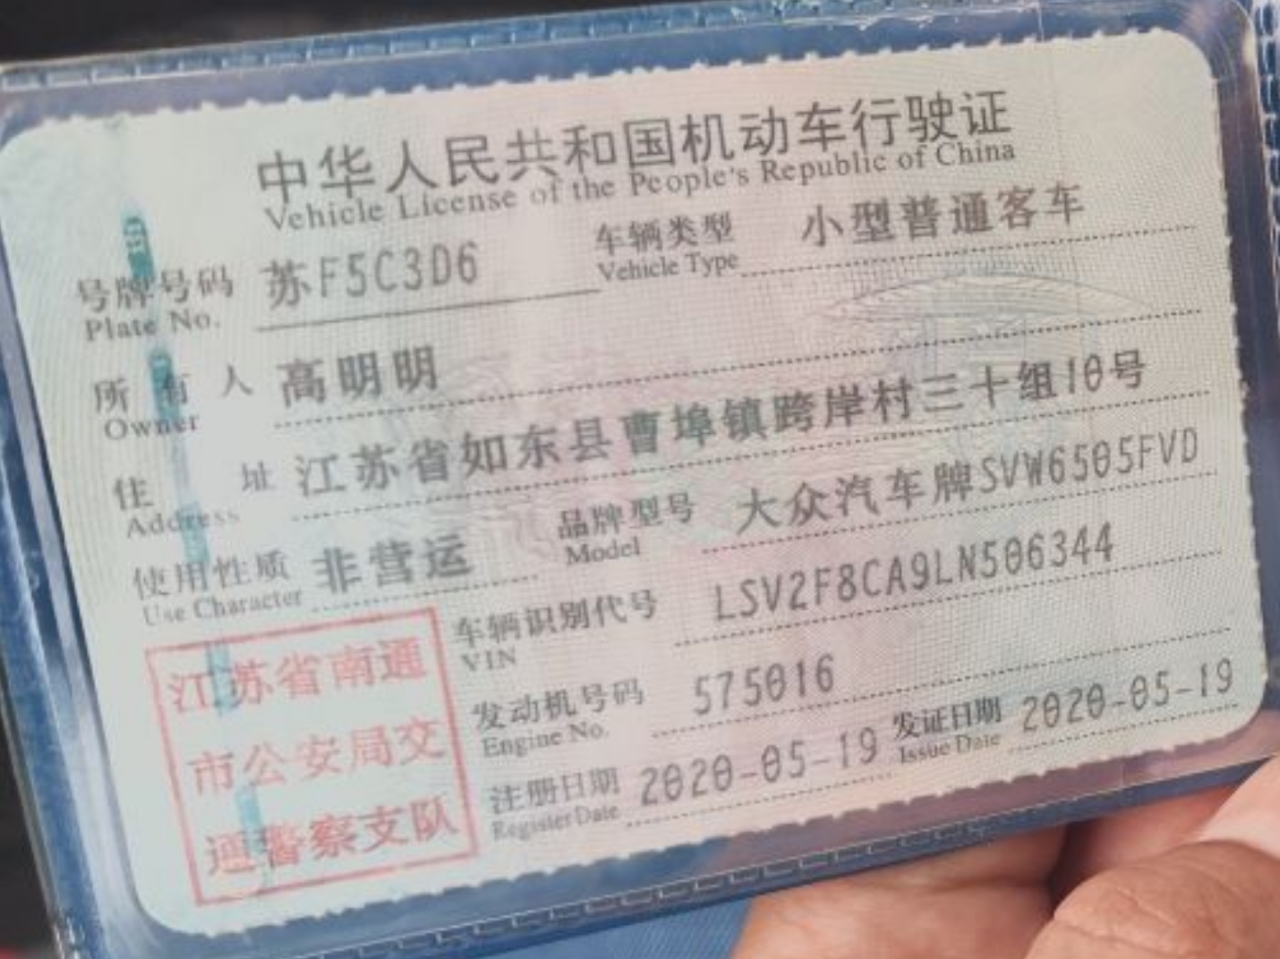 中华人民共和国机动车行驶证
Vehicle License of the People's Republic of China
号牌号码 苏F5C3D6 车辆类型 小型普通客车
Plate No. Vehicle Type
所有人 高明明
Owner
住址 江苏省如东县曹埠镇跨岸村三十组10号
Address
使用性质 非营运 品牌型号 大众汽车牌SVW6505FVD
Use Character Model
车辆识别代号 LSV2F8CA9LN506344
VIN
发动机号码 575016
Engine No.
注册日期 2020-05-19 发证日期 2020-05-19
Register Date Issue Date
江苏省南通
市公安局交
通警察支队